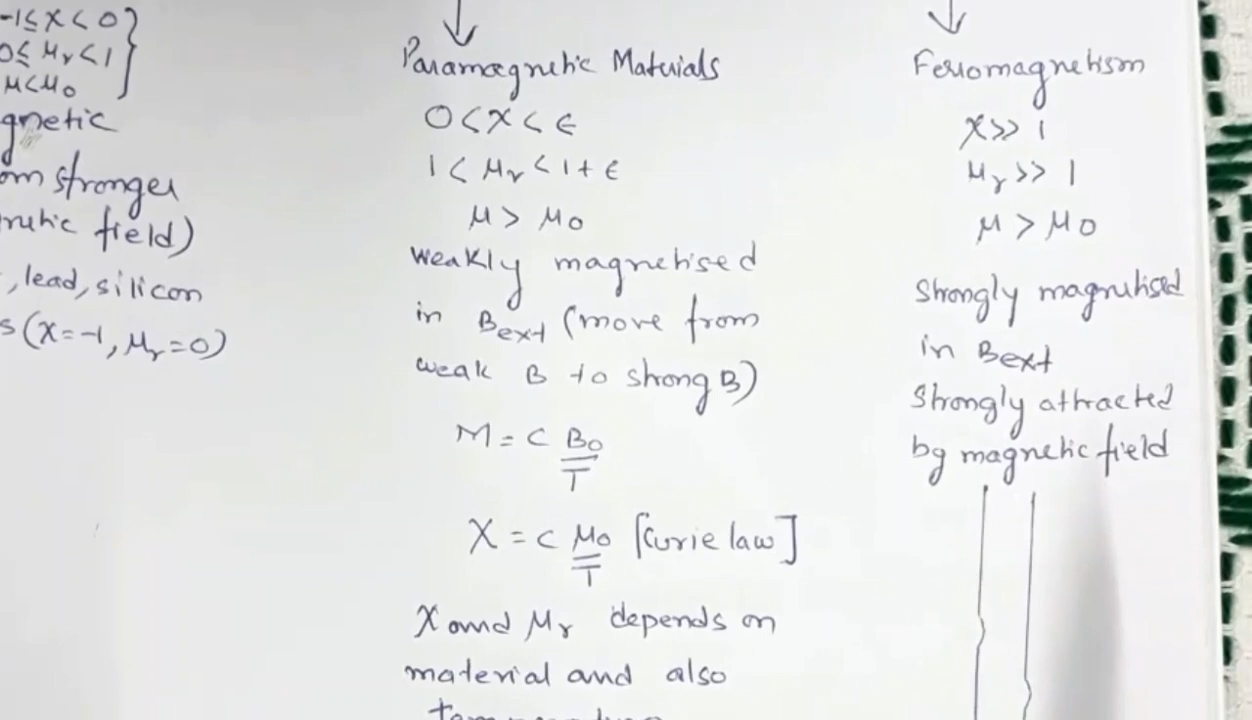 -1≤χ<0
0≤ μr<1
μ<μ0
gnetic
om stronger
field)
, lead, silicon
s (χ=-1, μr=0)
Paramagnetic Materials
0<χ<ε
1< μr <1+ε
μ > μ0
weakly magnetised
in Bext (move from
weak B to strong B)
M = C B0/T
χ = C μ0/T [Curie law]
χ and μr depends on
material and also
Ferromagnetism
χ>> 1
μr >> 1
μ > μ0
Strongly magnetised
in Bext
Strongly attracted
by magnetic field